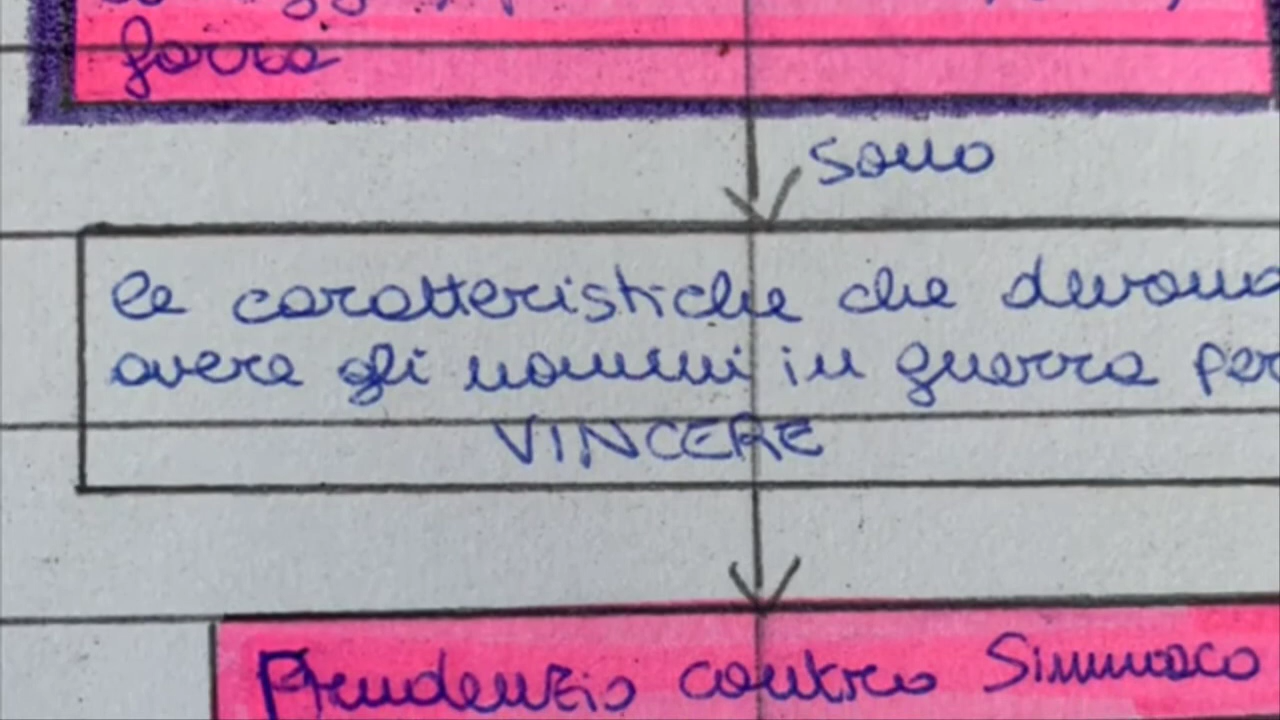 forza
sono
le caratteristiche che devono
avere gli uomini in guerra per
VINCERE
Prudenzio contro Simmaco